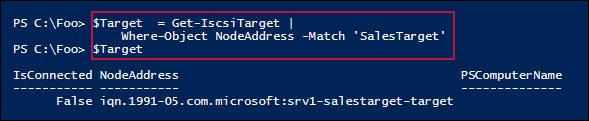 PS C:\Foo> $Target  = Get-IscsiTarget |
Where-Object NodeAddress -Match 'SalesTarget'
PS C:\Foo> $Target
IsConnected NodeAddress PSComputerName
----------- ----------- --------------
False iqn.1991-05.com.microsoft:srv1-salestarget-target